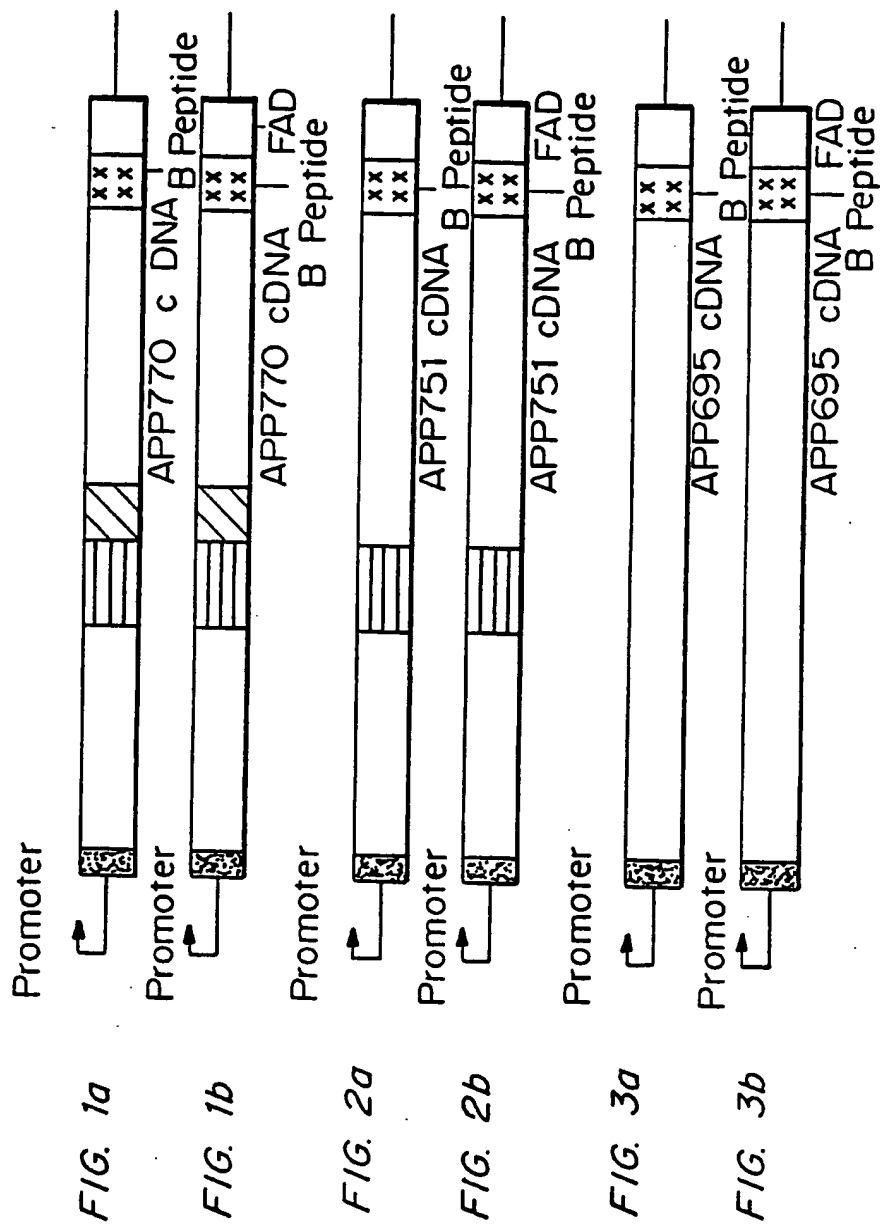 FIG. 1a
Promoter
APP770 c DNA
B Peptide
FIG. 1b
Promoter
APP770 cDNA
B Peptide
FAD
FIG. 2a
Promoter
APP751 cDNA
B Peptide
FIG. 2b
Promoter
APP751 cDNA
B Peptide
FAD
FIG. 3a
Promoter
APP695 cDNA
B Peptide
FIG. 3b
Promoter
APP695 cDNA
B Peptide
FAD